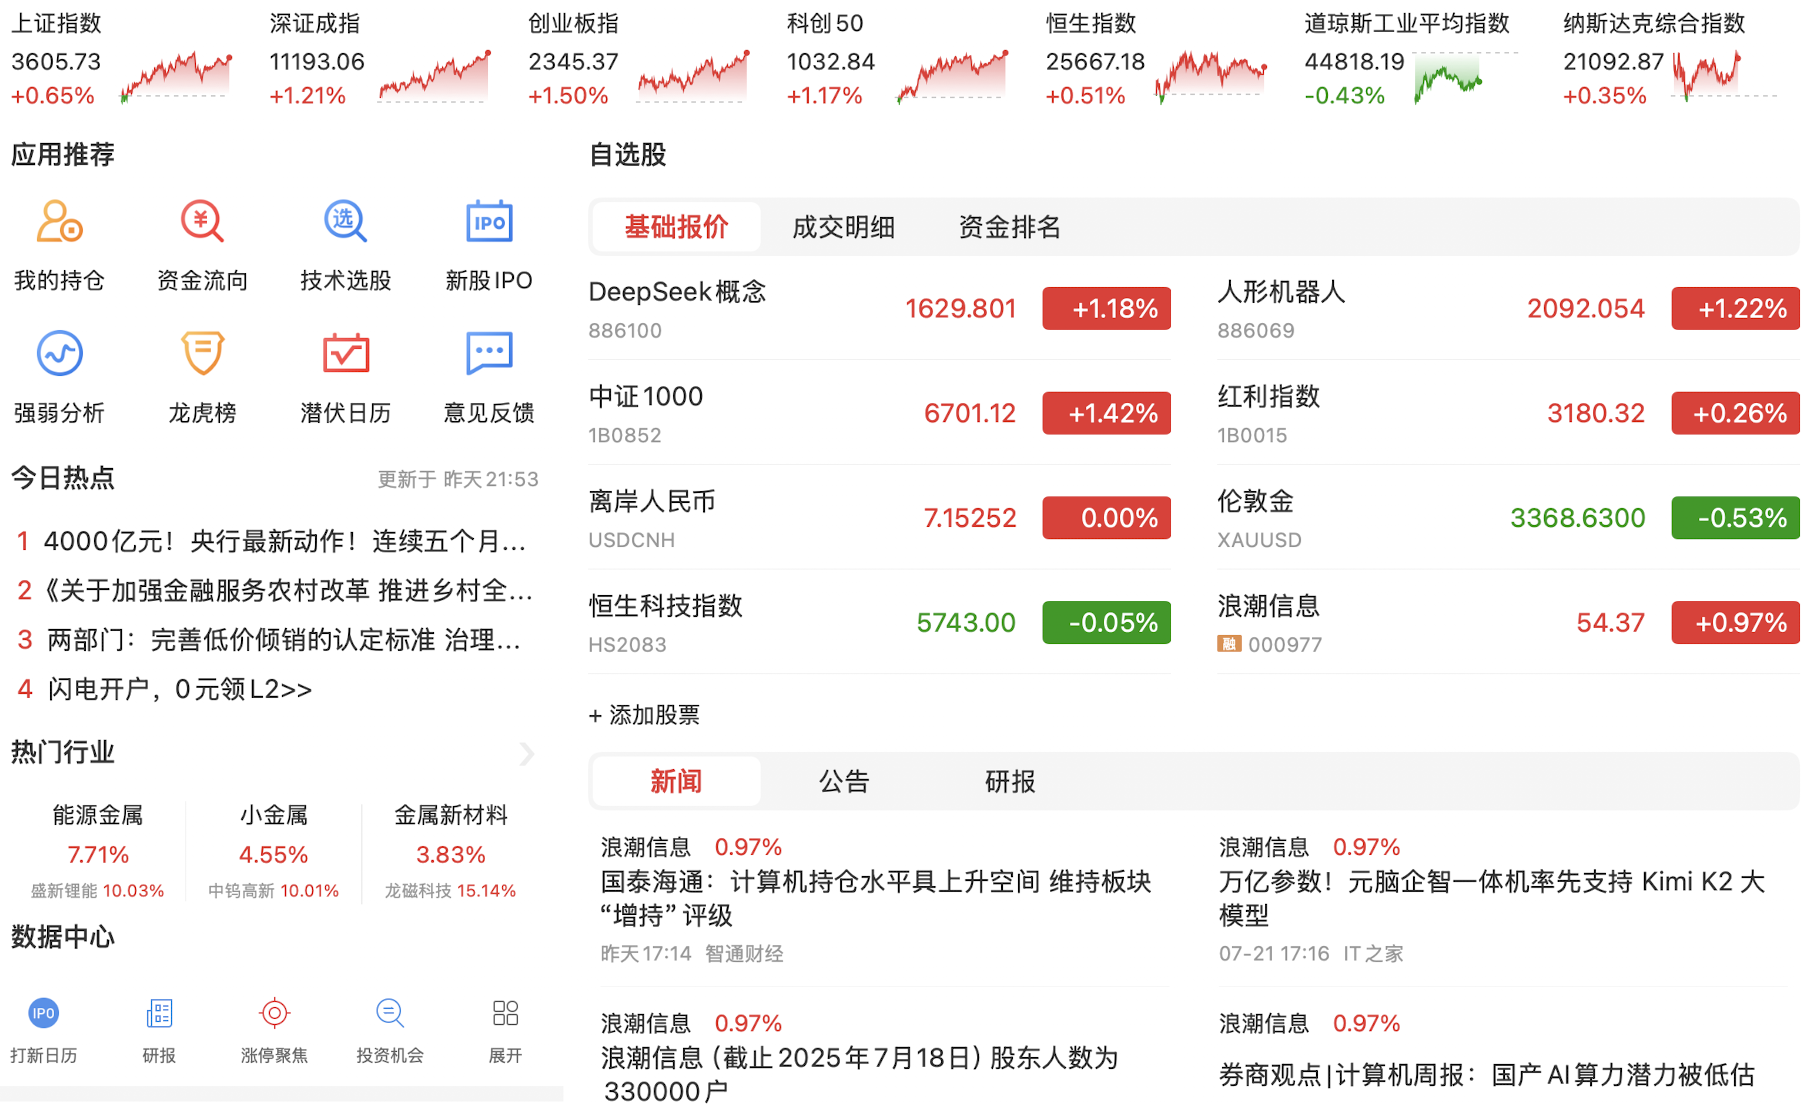 上证指数
3605.73
+0.65%
深证成指
11193.06
+1.21%
创业板指
2345.37
+1.50%
科创50
1032.84
+1.17%
恒生指数
25667.18
+0.51%
道琼斯工业平均指数
44818.19
-0.43%
纳斯达克综合指数
21092.87
+0.35%
应用推荐
¥
选
IPO
我的持仓
资金流向
技术选股
新股IPO
强弱分析
龙虎榜
潜伏日历
意见反馈
今日热点
更新于 昨天21:53
1 4000亿元！央行最新动作！连续五个月...
2《关于加强金融服务农村改革 推进乡村全...
3 两部门：完善低价倾销的认定标准 治理...
4 闪电开户，0元领L2>>
热门行业
能源金属
7.71%
盛新锂能 10.03%
小金属
4.55%
中钨高新 10.01%
金属新材料
3.83%
龙磁科技 15.14%
数据中心
IPO
打新日历
研报
涨停聚焦
投资机会
展开
自选股
基础报价
成交明细
资金排名
DeepSeek概念
886100
1629.801
+1.18%
人形机器人
886069
2092.054
+1.22%
中证1000
1B0852
6701.12
+1.42%
红利指数
1B0015
3180.32
+0.26%
离岸人民币
USDCNH
7.15252
0.00%
伦敦金
XAUUSD
3368.6300
-0.53%
恒生科技指数
HS2083
5743.00
-0.05%
浪潮信息
融 000977
54.37
+0.97%
+ 添加股票
新闻
公告
研报
浪潮信息 0.97%
国泰海通：计算机持仓水平具上升空间 维持板块
“增持” 评级
昨天17:14 智通财经
浪潮信息 0.97%
万亿参数！元脑企智一体机率先支持 Kimi K2 大
模型
07-21 17:16 IT之家
浪潮信息 0.97%
浪潮信息 (截止2025年7月18日) 股东人数为
330000户
浪潮信息 0.97%
券商观点|计算机周报：国产AI算力潜力被低估